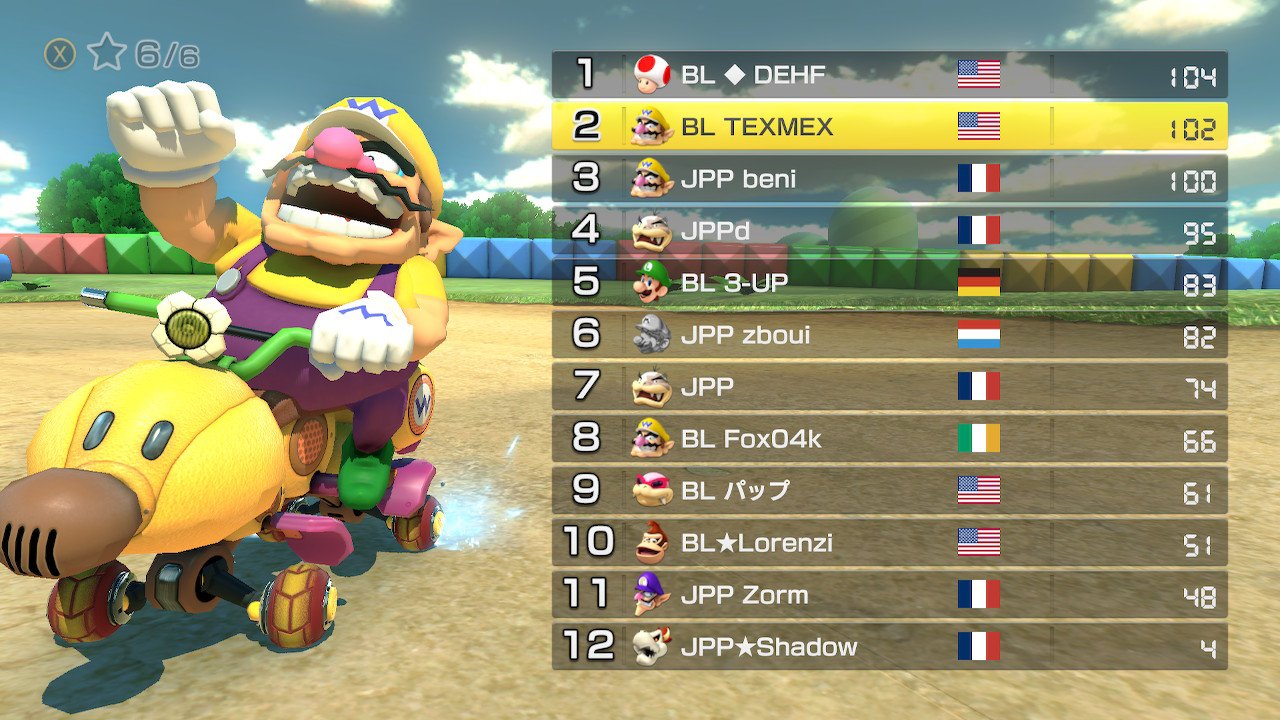 X 6/6
1 BL ◆ DEHF 104
2 BL TEXMEX 102
3 JPP beni 100
4 JPPd 95
5 BL 3-UP 83
6 JPP zboui 82
7 JPP 74
8 BL Fox04k 66
9 BL パップ 61
10 BL★Lorenzi 51
11 JPP Zorm 48
12 JPP★Shadow 4